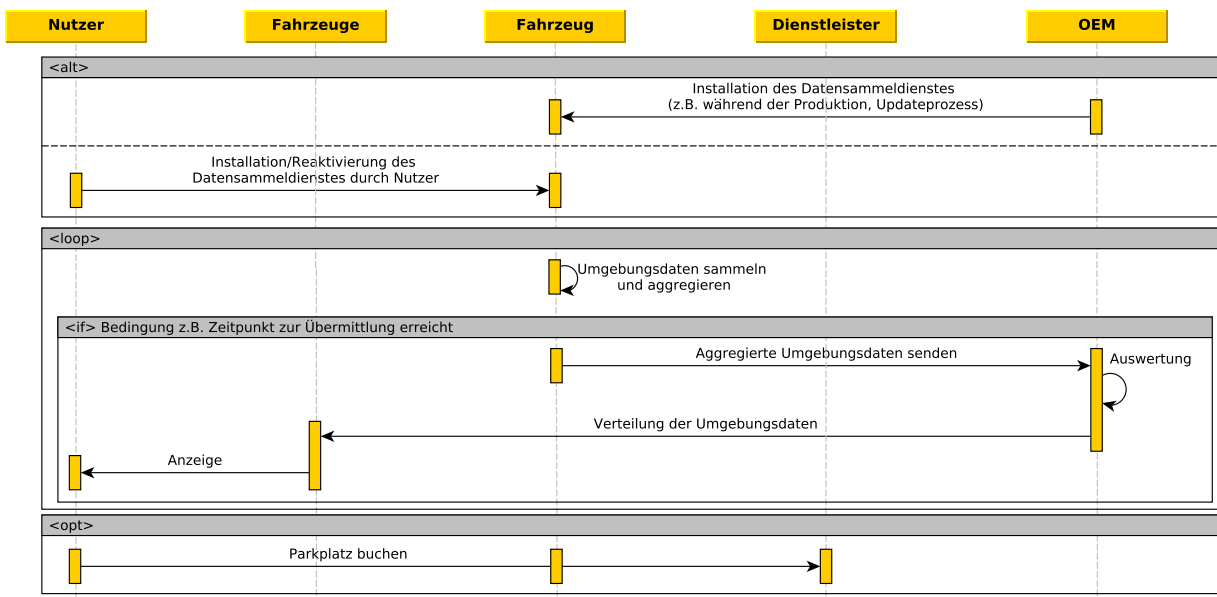 Nutzer
Fahrzeuge
Fahrzeug
Dienstleister
OEM
<alt>
Installation des Datensammeldienstes
(z.B. während der Produktion, Updateprozess)
Installation/Reaktivierung des
Datensammeldienstes durch Nutzer
<loop>
Umgebungsdaten sammeln
und aggregieren
<if> Bedingung z.B. Zeitpunkt zur Übermittlung erreicht
Aggregierte Umgebungsdaten senden
Auswertung
Verteilung der Umgebungsdaten
Anzeige
<opt>
Parkplatz buchen